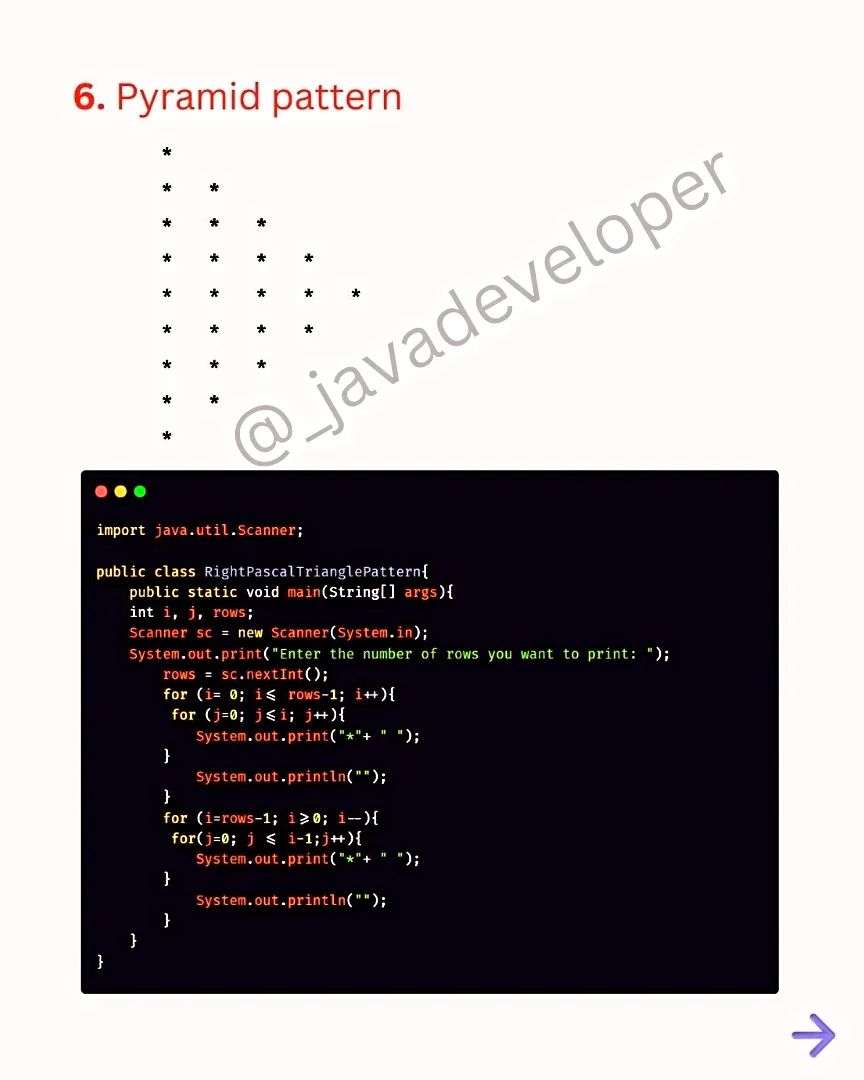 6. Pyramid pattern
*
* *
* * *
* * * *
* * * * *
* * * *
* * *
* *
*
@_javadeveloper
import java.util.Scanner;
public class RightPascalTrianglePattern{
public static void main(String[] args){
int i, j, rows;
Scanner sc = new Scanner(System.in);
System.out.print("Enter the number of rows you want to print: ");
rows = sc.nextInt();
for (i= 0; i<= rows-1; i++){
for (j=0; j<=i; j++){
System.out.print("*"+ " ");
}
System.out.println("");
}
for (i=rows-1; i>=0; i--){
for(j=0; j <= i-1;j++){
System.out.print("*"+ " ");
}
System.out.println("");
}
}
}